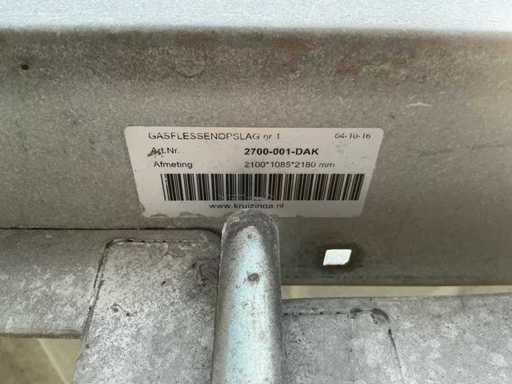 GASFLESSENOPSLAG nr 1 04-10-16
Art.Nr. 2700-001-DAK
Afmeting 2100*1085*2180 mm
www.kruizinga.nl